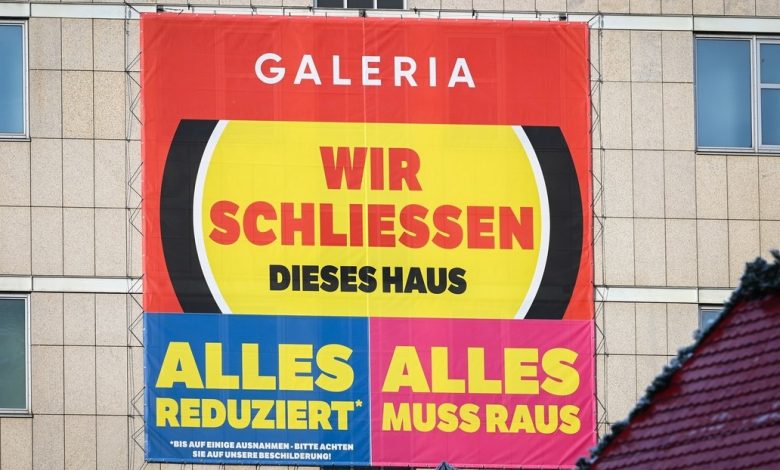 GALERIA
WIR
SCHLIESSEN
DIESES HAUS
ALLES
REDUZIERT*
*BIS AUF EINIGE AUSNAHMEN - BITTE ACHTEN
SIE AUF UNSERE BESCHILDERUNG!
ALLES
MUSS RAUS